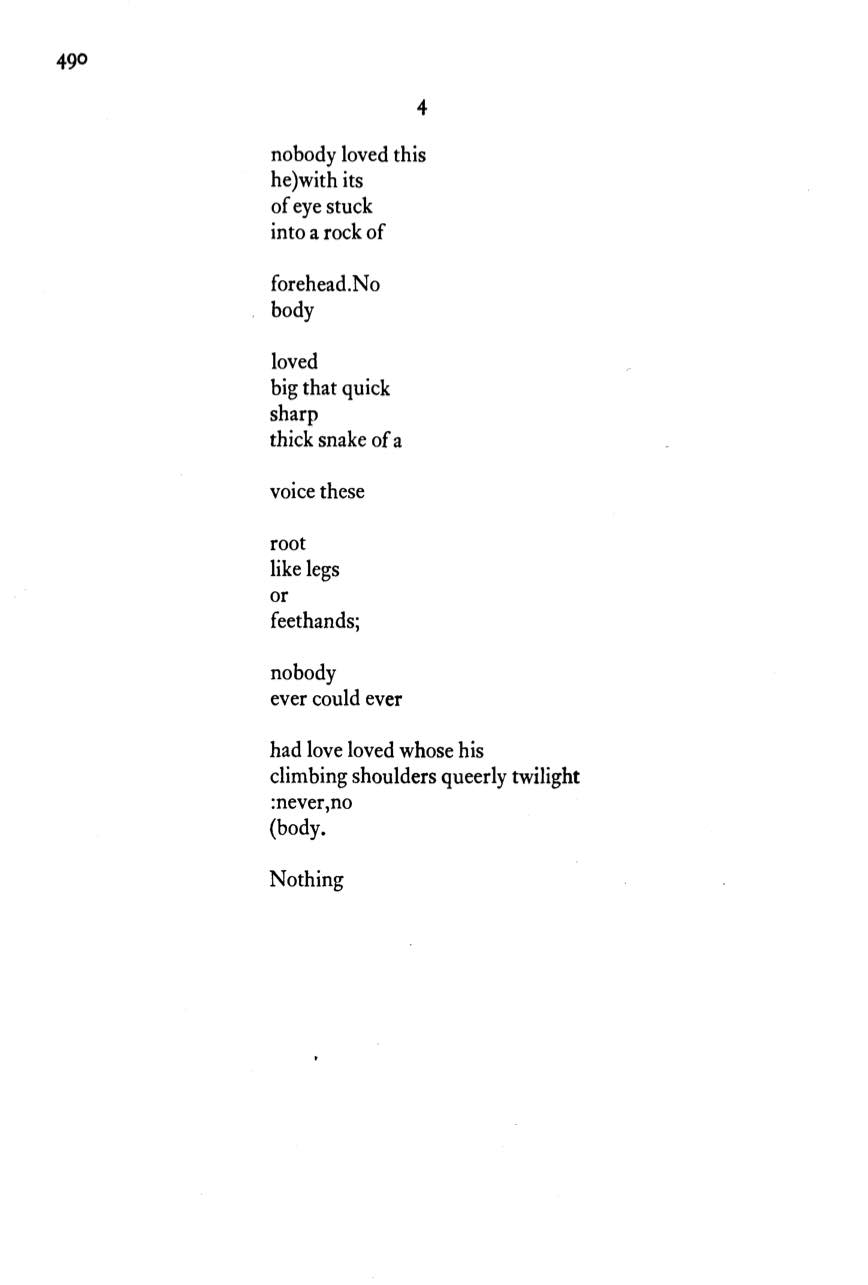 490
4
nobody loved this
he)with its
of eye stuck
into a rock of
forehead.No
body
loved
big that quick
sharp
thick snake of a
voice these
root
like legs
or
feethands;
nobody
ever could ever
had love loved whose his
climbing shoulders queerly twilight
:never,no
(body.
Nothing